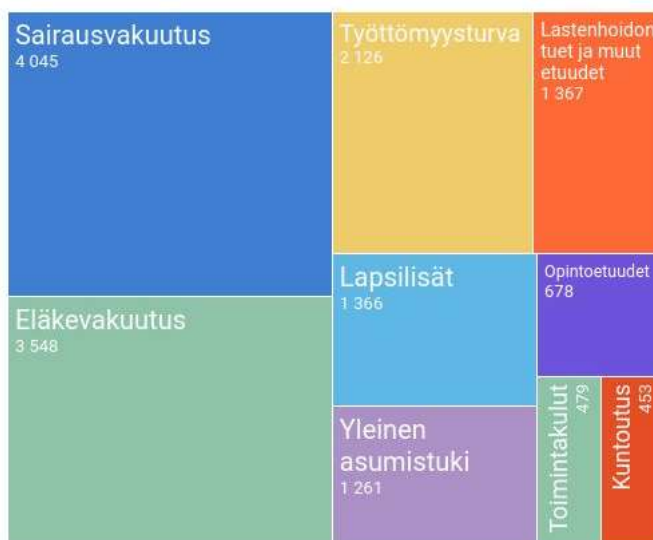 Sairausvakuutus
4 045
Eläkevakuutus
3 548
Työttömyysturva
2 126
Lastenhoidon
tuet ja muut
etuudet
1 367
Lapsilisät
1 366
Yleinen
asumistuki
1 261
Opintoetuudet
678
Toimintakulut
479
Kuntoutus
453